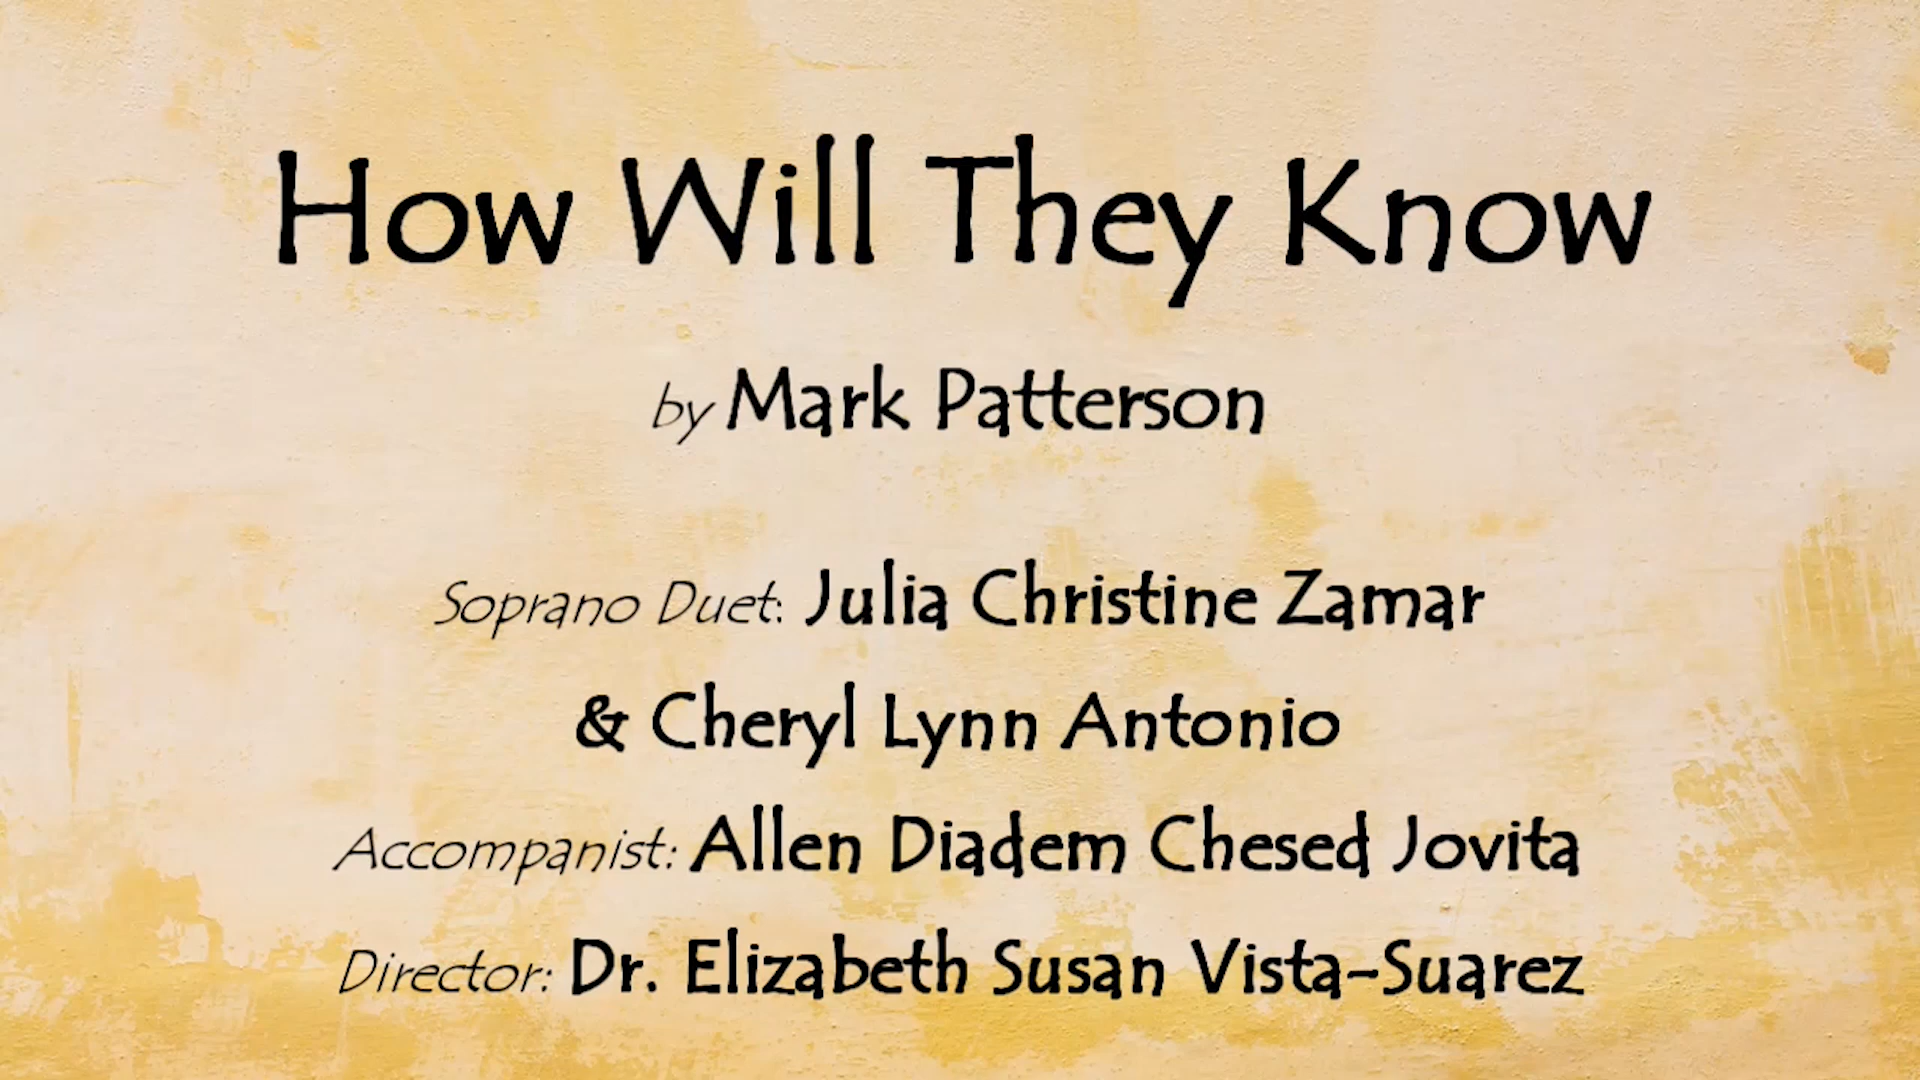 How Will They Know
by Mark Patterson
Soprano Duet: Julia Christine Zamar
& Cheryl Lynn Antonio
Accompanist: Allen Diadem Chesed Jovita
Director: Dr. Elizabeth Susan Vista-Suarez